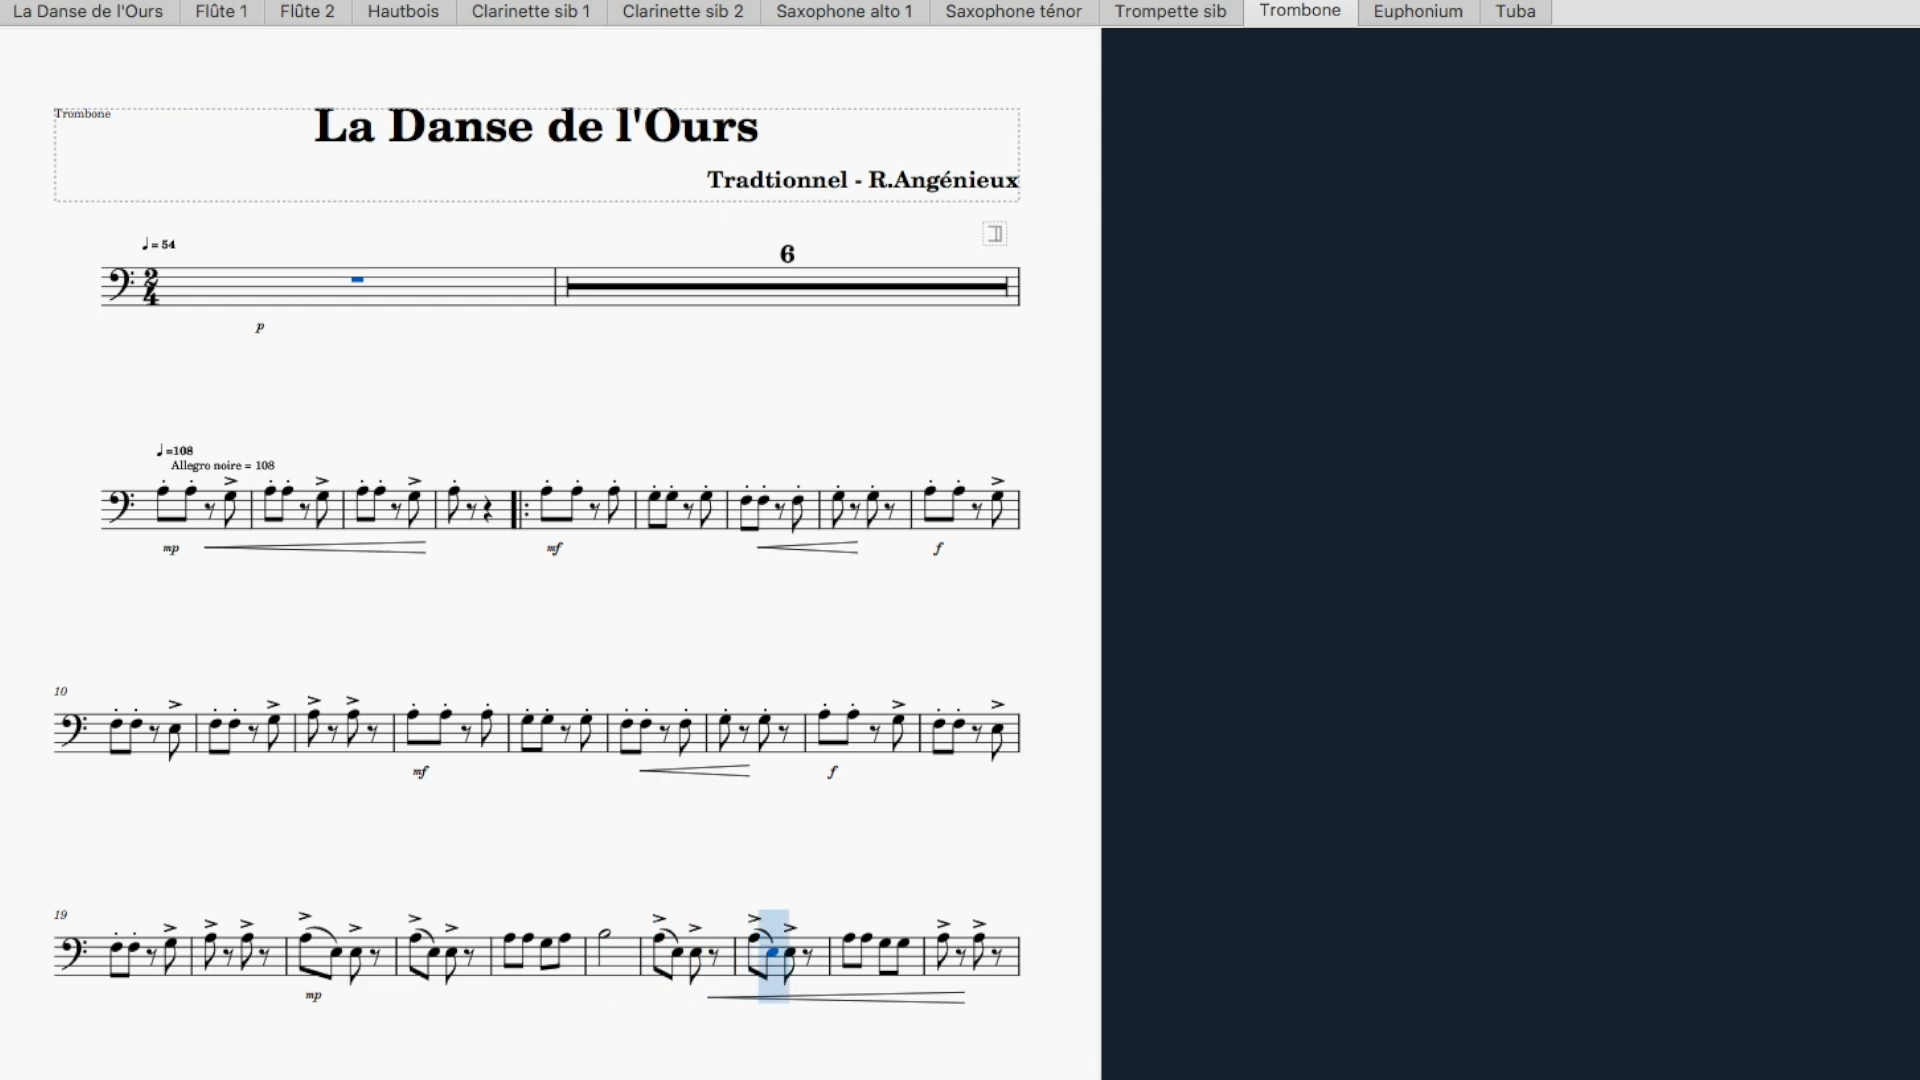 La Danse de l'Ours Flûte 1 Flûte 2 Hautbois Clarinette sib 1 Clarinette sib 2 Saxophone alto 1 Saxophone ténor Trompette sib Trombone Euphonium Tuba
Trombone
La Danse de l'Ours
Tradtionnel - R.Angénieux
♩ = 54
6
2
4
p
♩ =108
Allegro noire = 108
mp mf f
10
mf f
19
mp